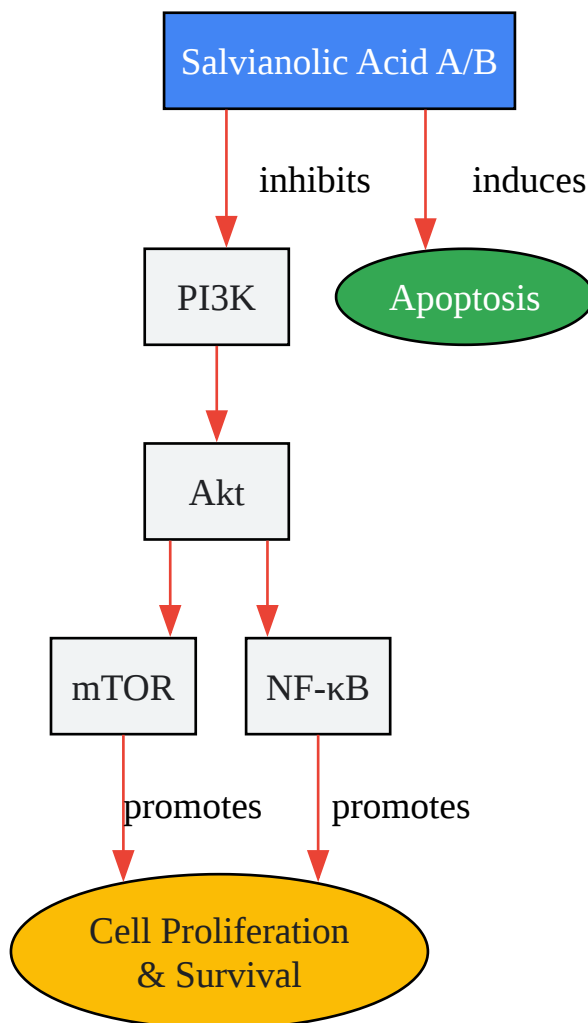 Salvianolic Acid A/B
inhibits
induces
PI3K
Apoptosis
Akt
mTOR
NF-κB
promotes
promotes
Cell Proliferation
& Survival